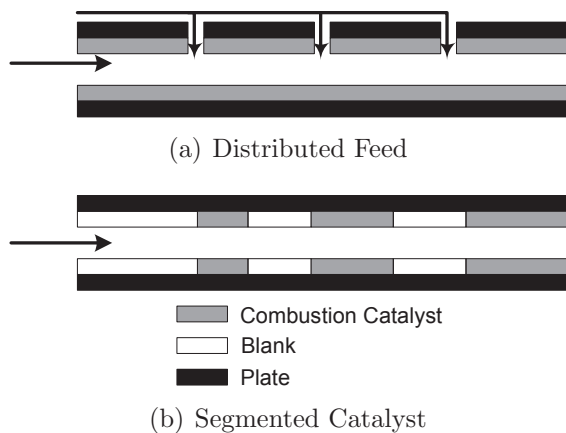 (a) Distributed Feed
Combustion Catalyst
Blank
Plate
(b) Segmented Catalyst